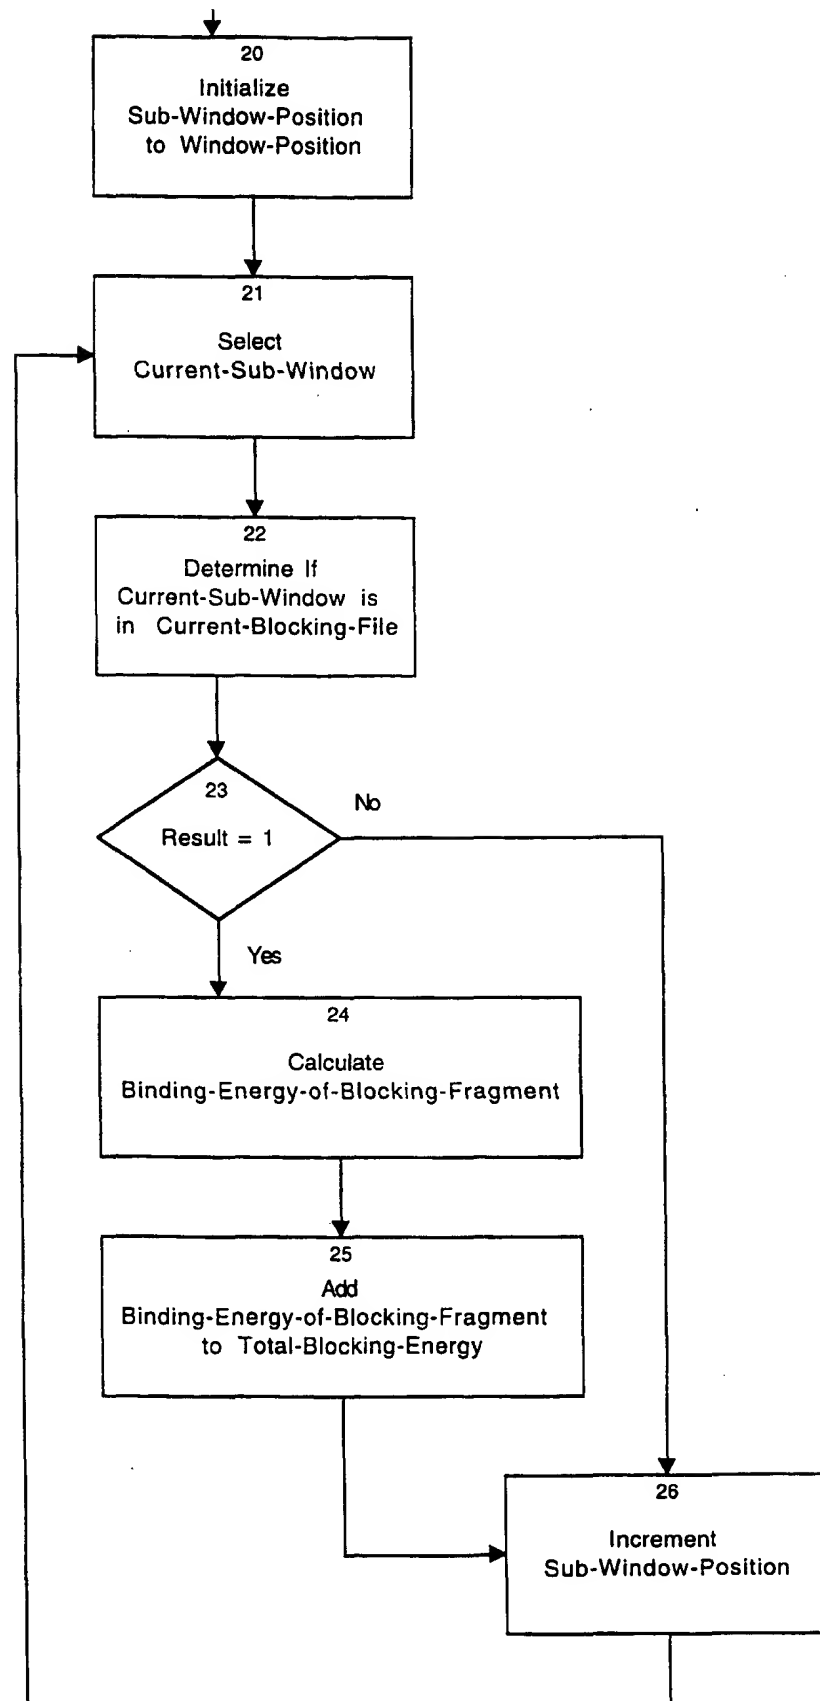 20
Initialize
Sub-Window-Position
to Window-Position
21
Select
Current-Sub-Window
22
Determine If
Current-Sub-Window is
in Current-Blocking-File
23
Result = 1
No
Yes
24
Calculate
Binding-Energy-of-Blocking-Fragment
25
Add
Binding-Energy-of-Blocking-Fragment
to Total-Blocking-Energy
26
Increment
Sub-Window-Position